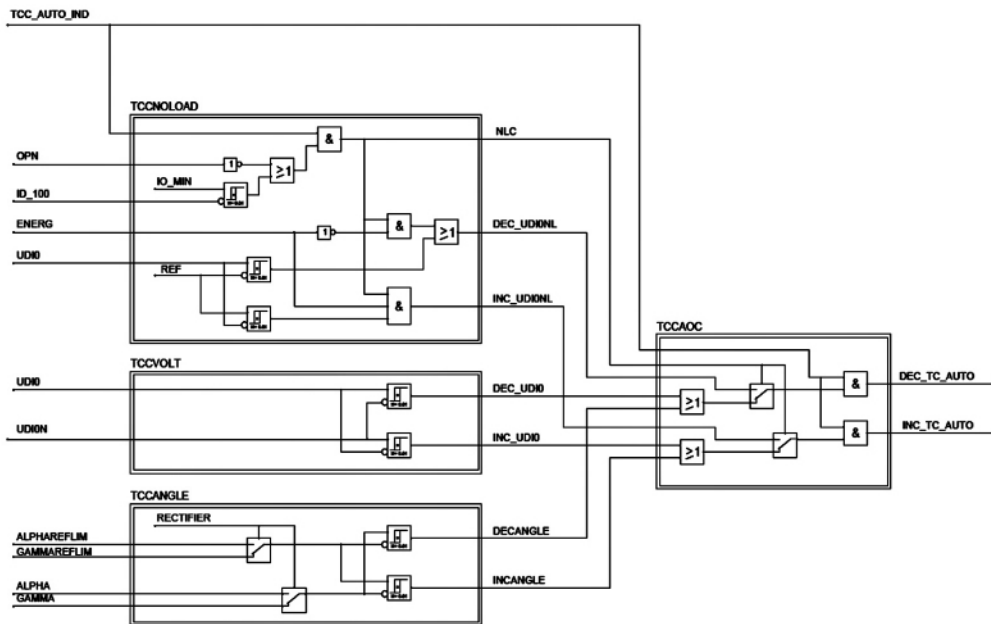 TCC_AUTO_IND
TCCNOLOAD
&
NLC
OPN
1
≥1
IO_MIN
ID_100
ENERG
1
&
≥1
DEC_UDI0NL
UDI0
REF
&
INC_UDI0NL
TCCAOC
TCCVOLT
UDI0
DEC_UDI0
≥1
&
DEC_TC_AUTO
UDI0N
INC_UDI0
≥1
&
INC_TC_AUTO
TCCANGLE
RECTIFIER
ALPHAREFLIM
DECANGLE
GAMMAREFLIM
ALPHA
INCANGLE
GAMMA